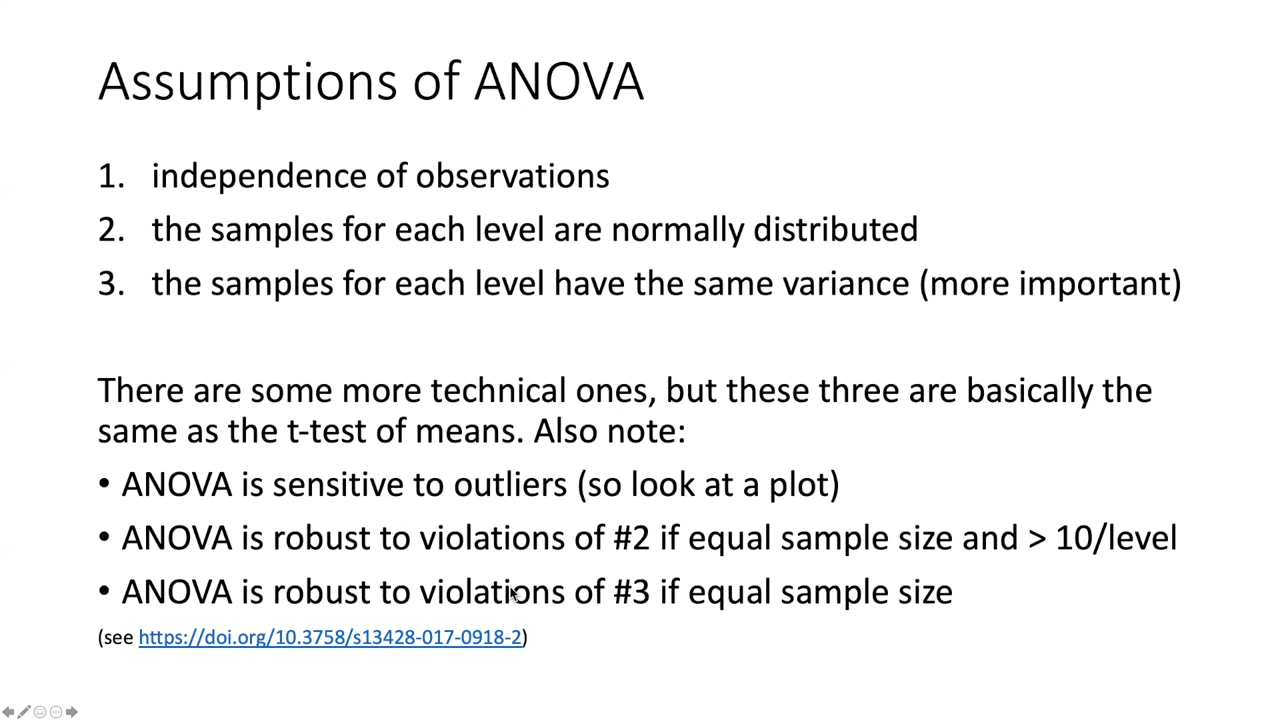 Assumptions of ANOVA
1. independence of observations
2. the samples for each level are normally distributed
3. the samples for each level have the same variance (more important)
There are some more technical ones, but these three are basically the
same as the t-test of means. Also note:
• ANOVA is sensitive to outliers (so look at a plot)
• ANOVA is robust to violations of #2 if equal sample size and > 10/level
• ANOVA is robust to violations of #3 if equal sample size
(see https://doi.org/10.3758/s13428-017-0918-2)